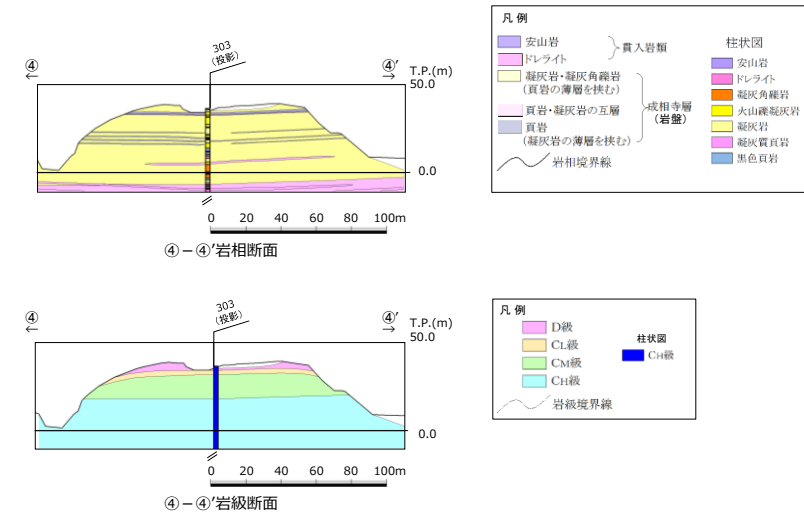 303
(投影)
④
←
④′
→
T.P.(m)
50.0
0.0
0 20 40 60 80 100m
④－④′岩相断面
凡 例
安山岩
ドレライト
貫入岩類
凝灰岩・凝灰角礫岩
(頁岩の薄層を挟む)
頁岩・凝灰岩の互層
頁岩
(凝灰岩の薄層を挟む)
成相寺層
(岩盤)
岩相境界線
柱状図
安山岩
ドレライト
凝灰角礫岩
火山礫凝灰岩
凝灰岩
凝灰質頁岩
黒色頁岩
303
(投影)
④
←
④′
→
T.P.(m)
50.0
0.0
0 20 40 60 80 100m
④－④′岩級断面
凡 例
D級
CL級
CM級
CH級
岩級境界線
柱状図
CH級